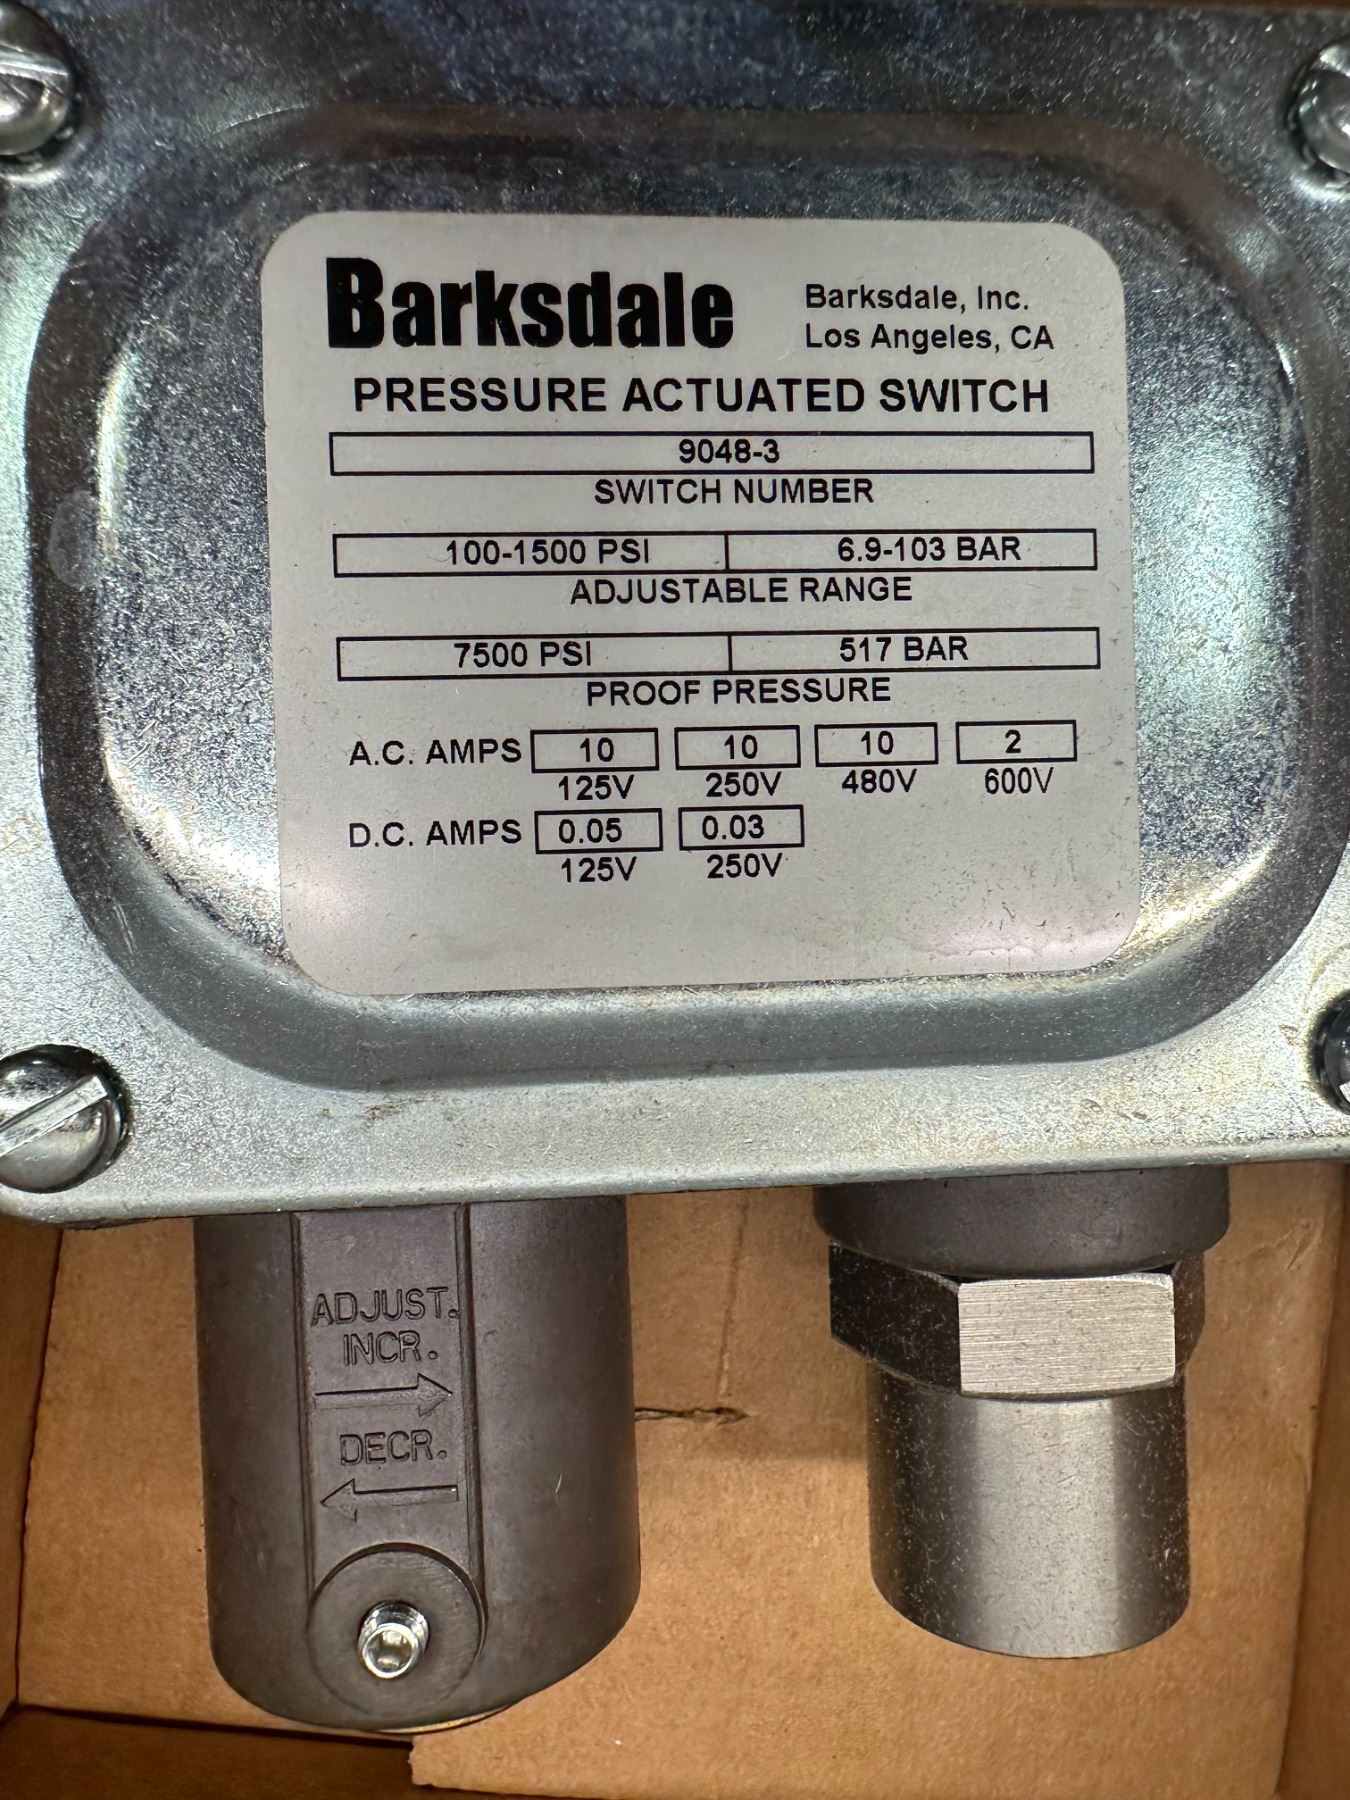 Barksdale
Barksdale, Inc.
Los Angeles, CA
PRESSURE ACTUATED SWITCH
9048-3
SWITCH NUMBER
100-1500 PSI 6.9-103 BAR
ADJUSTABLE RANGE
7500 PSI 517 BAR
PROOF PRESSURE
A.C. AMPS 10 10 10 2
125V 250V 480V 600V
D.C. AMPS 0.05 0.03
125V 250V
ADJUST.
INCR.
DECR.